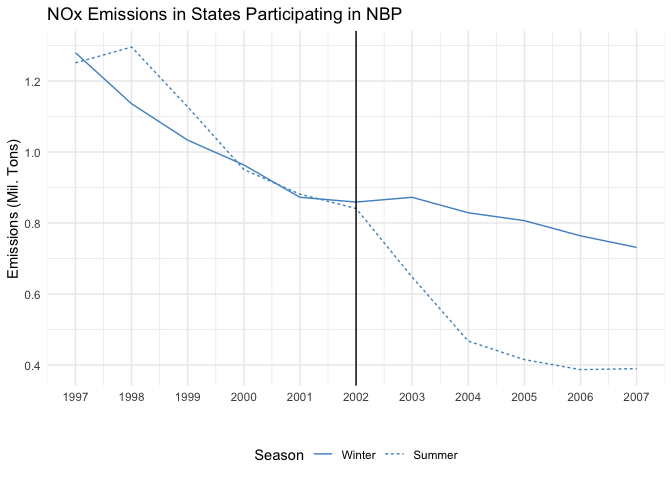 NOx Emissions in States Participating in NBP
Emissions (Mil. Tons)
1.2
1.0
0.8
0.6
0.4
1997 1998 1999 2000 2001 2002 2003 2004 2005 2006 2007
Season Winter Summer